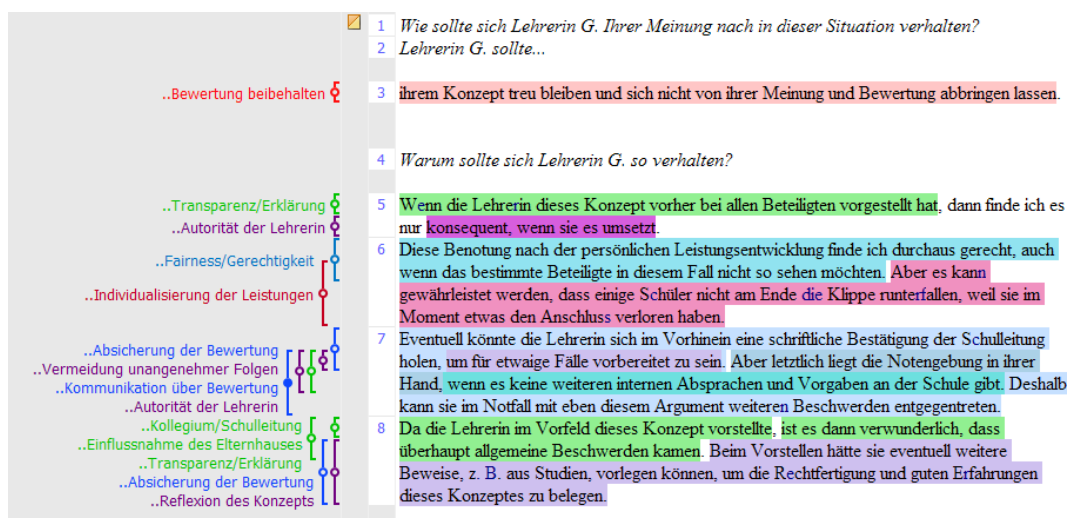 1 Wie sollte sich Lehrerin G. Ihrer Meinung nach in dieser Situation verhalten?
2 Lehrerin G. sollte...
..Bewertung beibehalten 3 ihrem Konzept treu bleiben und sich nicht von ihrer Meinung und Bewertung abbringen lassen.
4 Warum sollte sich Lehrerin G. so verhalten?
..Transparenz/Erklärung 5 Wenn die Lehrerin dieses Konzept vorher bei allen Beteiligten vorgestellt hat, dann finde ich es
..Autorität der Lehrerin nur konsequent, wenn sie es umsetzt.
6 Diese Benotung nach der persönlichen Leistungsentwicklung finde ich durchaus gerecht, auch
..Fairness/Gerechtigkeit wenn das bestimmte Beteiligte in diesem Fall nicht so sehen möchten. Aber es kann
..Individualisierung der Leistungen gewährleistet werden, dass einige Schüler nicht am Ende die Klippe runterfallen, weil sie im
Moment etwas den Anschluss verloren haben.
7 Eventuell könnte die Lehrerin sich im Vorhinein eine schriftliche Bestätigung der Schulleitung
..Absicherung der Bewertung
..Vermeidung unangenehmer Folgen holen, um für etwaige Fälle vorbereitet zu sein. Aber letztlich liegt die Notengebung in ihrer
..Kommunikation über Bewertung Hand, wenn es keine weiteren internen Absprachen und Vorgaben an der Schule gibt. Deshalb
..Autorität der Lehrerin kann sie im Notfall mit eben diesem Argument weiteren Beschwerden entgegentreten.
..Kollegium/Schulleitung 8 Da die Lehrerin im Vorfeld dieses Konzept vorstellte, ist es dann verwunderlich, dass
..Einflussnahme des Elternhauses überhaupt allgemeine Beschwerden kamen. Beim Vorstellen hätte sie eventuell weitere
..Transparenz/Erklärung
..Absicherung der Bewertung Beweise, z. B. aus Studien, vorlegen können, um die Rechtfertigung und guten Erfahrungen
..Reflexion des Konzepts dieses Konzeptes zu belegen.